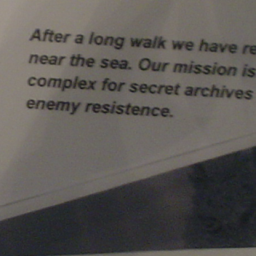 After a long walk we have re
near the sea. Our mission is
complex for secret archives
enemy resistence.